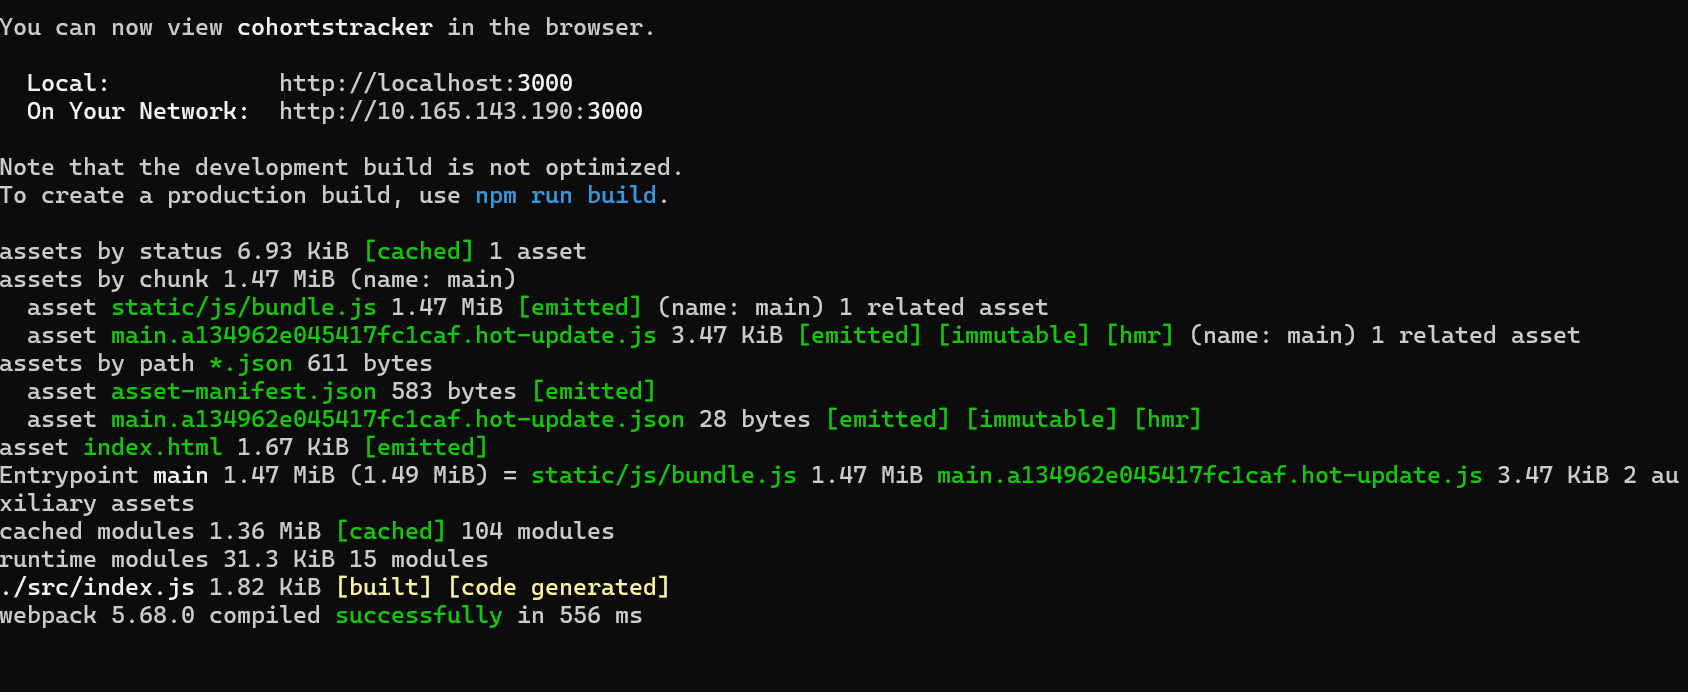 You can now view cohortstracker in the browser.
Local: http://localhost:3000
On Your Network: http://10.165.143.190:3000
Note that the development build is not optimized.
To create a production build, use npm run build.
assets by status 6.93 KiB [cached] 1 asset
assets by chunk 1.47 MiB (name: main)
asset static/js/bundle.js 1.47 MiB [emitted] (name: main) 1 related asset
asset main.a134962e045417fc1caf.hot-update.js 3.47 KiB [emitted] [immutable] [hmr] (name: main) 1 related asset
assets by path *.json 611 bytes
asset asset-manifest.json 583 bytes [emitted]
asset main.a134962e045417fc1caf.hot-update.json 28 bytes [emitted] [immutable] [hmr]
asset index.html 1.67 KiB [emitted]
Entrypoint main 1.47 MiB (1.49 MiB) = static/js/bundle.js 1.47 MiB main.a134962e045417fc1caf.hot-update.js 3.47 KiB 2 au
xiliary assets
cached modules 1.36 MiB [cached] 104 modules
runtime modules 31.3 KiB 15 modules
./src/index.js 1.82 KiB [built] [code generated]
webpack 5.68.0 compiled successfully in 556 ms